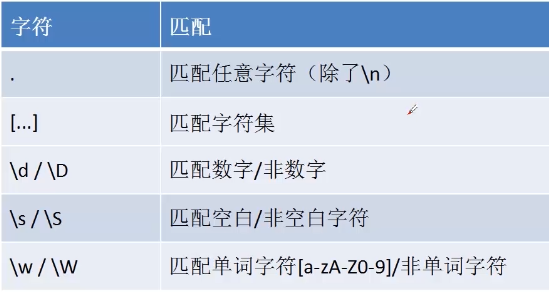 字符 匹配
. 匹配任意字符（除了\n）
[...] 匹配字符集
\d / \D 匹配数字/非数字
\s / \S 匹配空白/非空白字符
\w / \W 匹配单词字符[a-zA-Z0-9]/非单词字符